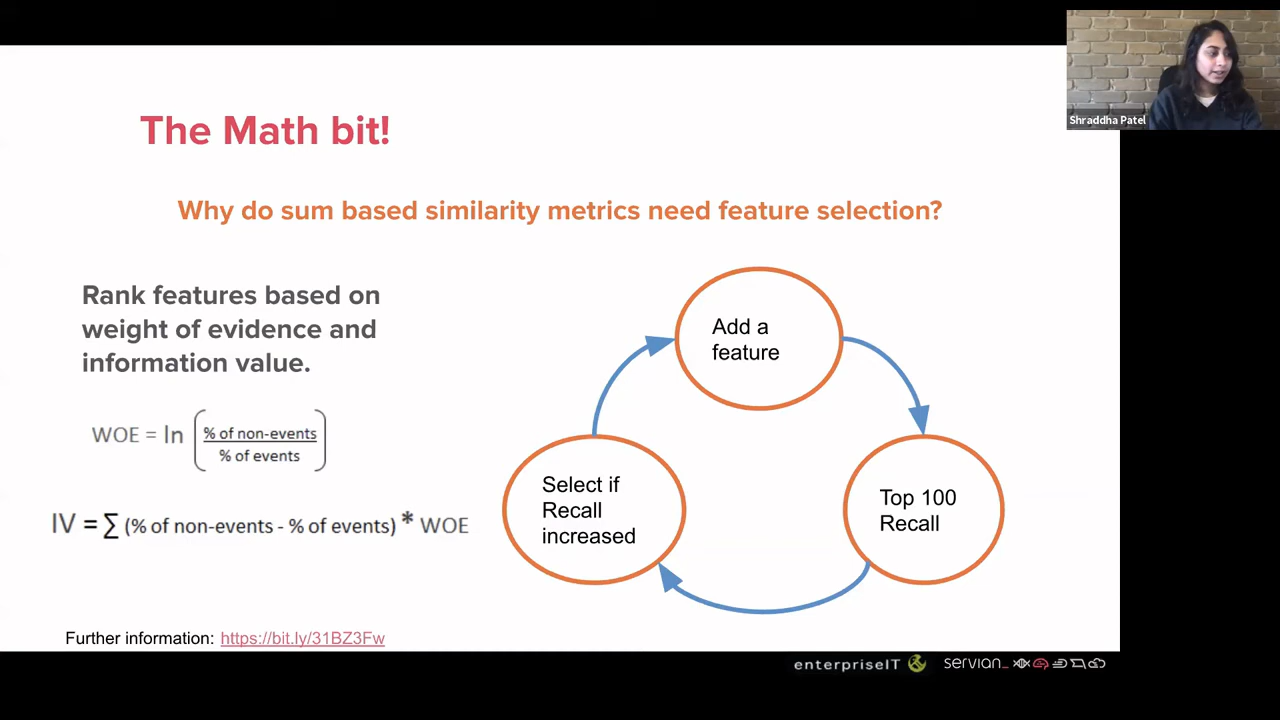 Shraddha Patel
The Math bit!
Why do sum based similarity metrics need feature selection?
Rank features based on
weight of evidence and
information value.
WOE = ln ( % of non-events
% of events )
IV = ∑ (% of non-events - % of events) * WOE
Add a
feature
Top 100
Recall
Select if
Recall
increased
Further information: https://bit.ly/31BZ3Fw
enterpriseIT
servian_